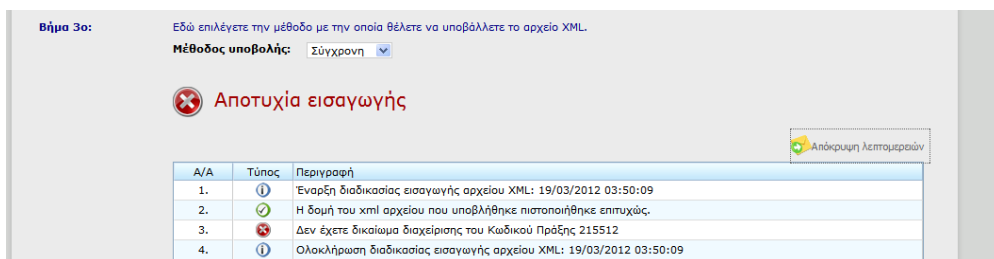 Βήμα 3ο: Εδώ επιλέγετε την μέθοδο με την οποία θέλετε να υποβάλλετε το αρχείο XML.
Μέθοδος υποβολής: Σύγχρονη
Αποτυχία εισαγωγής
Απόκρυψη λεπτομερειών
Α/Α Τύπος Περιγραφή
1. Έναρξη διαδικασίας εισαγωγής αρχείου XML: 19/03/2012 03:50:09
2. Η δομή του xml αρχείου που υποβλήθηκε πιστοποιήθηκε επιτυχώς.
3. Δεν έχετε δικαίωμα διαχείρισης του Κωδικού Πράξης 215512
4. Ολοκλήρωση διαδικασίας εισαγωγής αρχείου XML: 19/03/2012 03:50:09